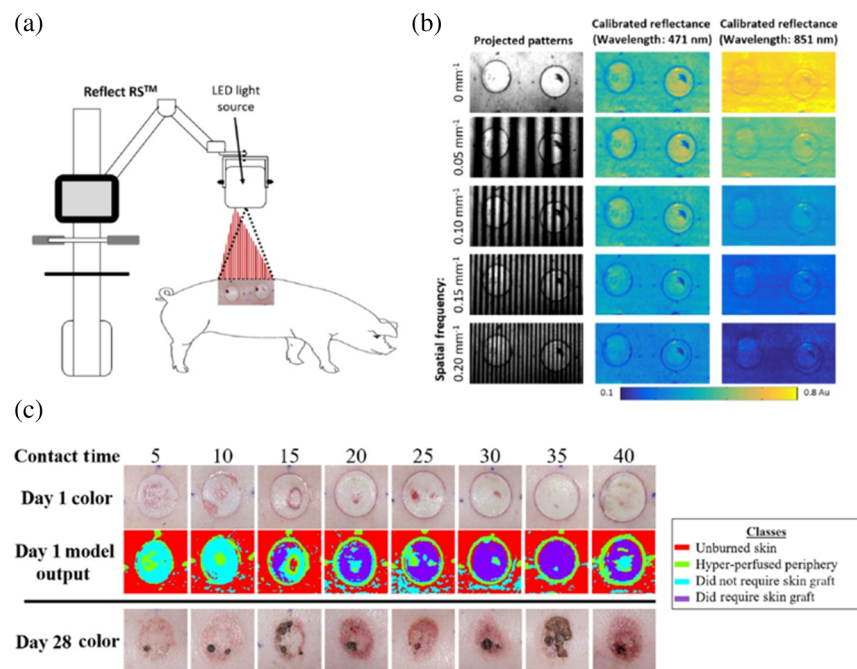 (a)
Reflect RS™
LED light
source
(b)
Projected patterns
Calibrated reflectance
(Wavelength: 471 nm)
Calibrated reflectance
(Wavelength: 851 nm)
Spatial frequency:
0 mm⁻¹
0.05 mm⁻¹
0.10 mm⁻¹
0.15 mm⁻¹
0.20 mm⁻¹
0.1
0.8 Au
(c)
Contact time 5 10 15 20 25 30 35 40
Day 1 color
Day 1 model
output
Day 28 color
Classes
Unburned skin
Hyper-perfused periphery
Did not require skin graft
Did require skin graft